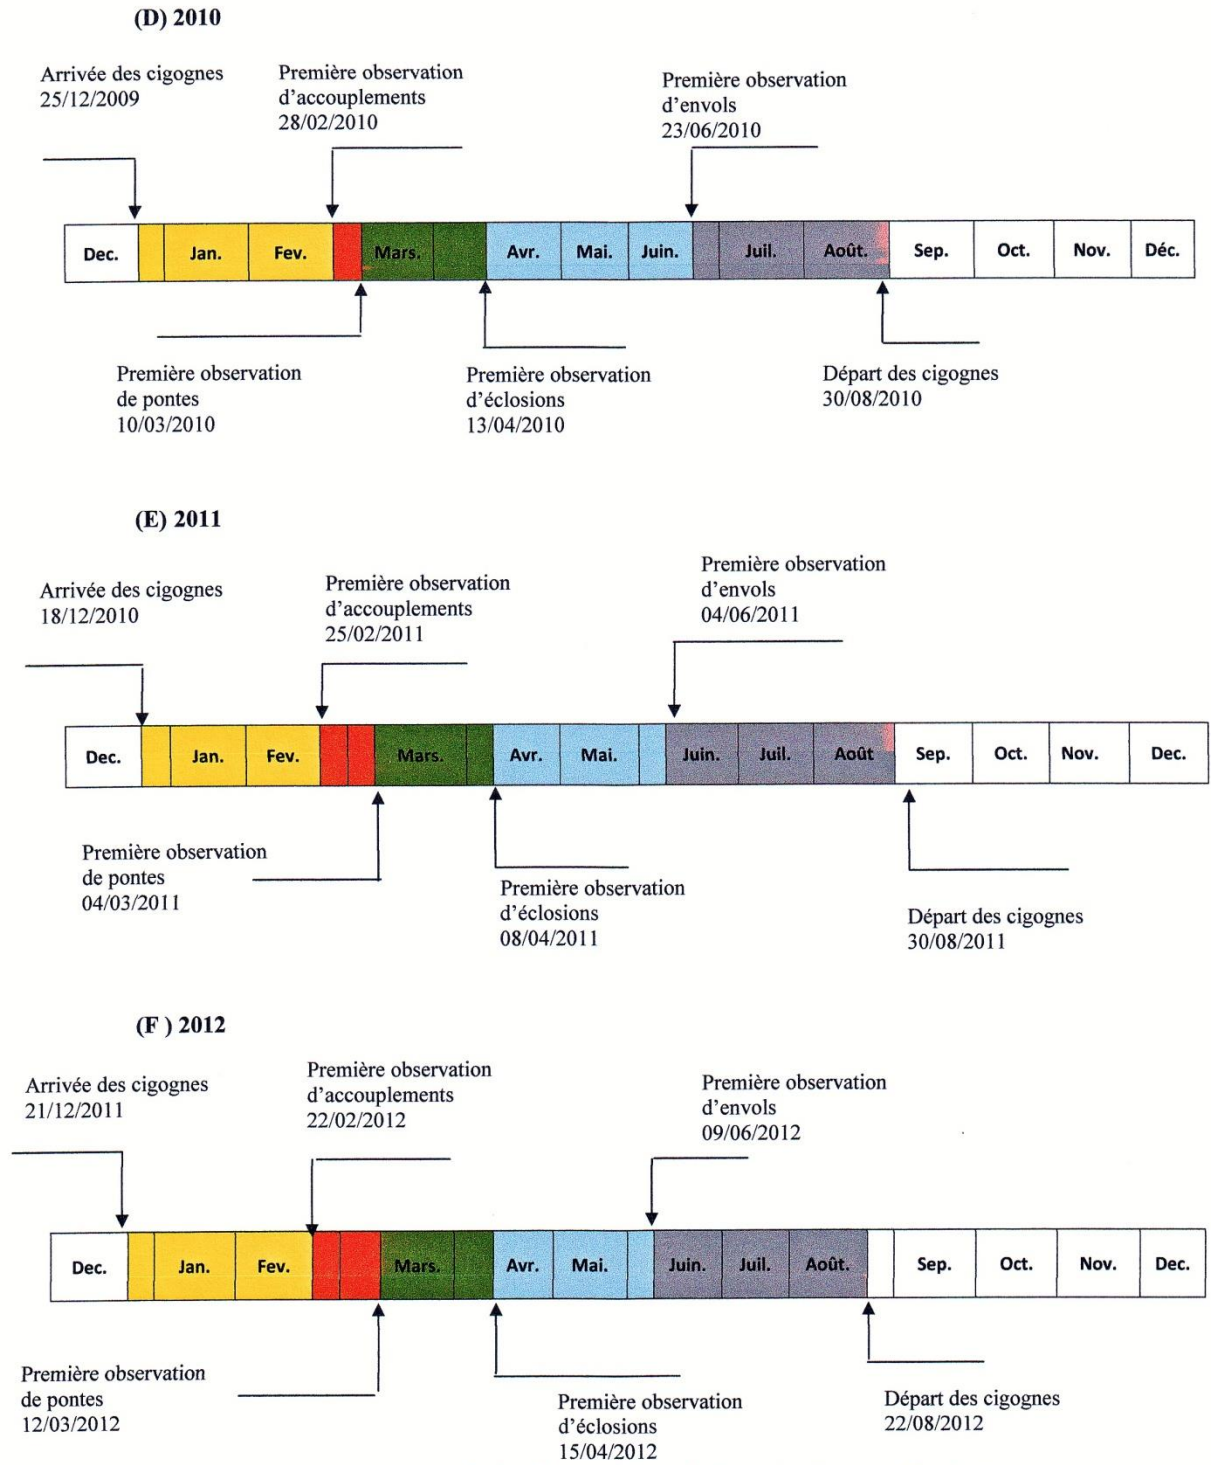 (D) 2010
Arrivée des cigognes
25/12/2009
Première observation
d'accouplements
28/02/2010
Première observation
d'envols
23/06/2010
Dec.
Jan.
Fev.
Mars.
Avr.
Mai.
Juin.
Juil.
Août.
Sep.
Oct.
Nov.
Déc.
Première observation
de pontes
10/03/2010
Première observation
d'éclosions
13/04/2010
Départ des cigognes
30/08/2010
(E) 2011
Arrivée des cigognes
18/12/2010
Première observation
d'accouplements
25/02/2011
Première observation
d'envols
04/06/2011
Dec.
Jan.
Fev.
Mars.
Avr.
Mai.
Juin.
Juil.
Août
Sep.
Oct.
Nov.
Dec.
Première observation
de pontes
04/03/2011
Première observation
d'éclosions
08/04/2011
Départ des cigognes
30/08/2011
(F ) 2012
Arrivée des cigognes
21/12/2011
Première observation
d'accouplements
22/02/2012
Première observation
d'envols
09/06/2012
Dec.
Jan.
Fev.
Mars.
Avr.
Mai.
Juin.
Juil.
Août.
Sep.
Oct.
Nov.
Dec.
Première observation
de pontes
12/03/2012
Première observation
d'éclosions
15/04/2012
Départ des cigognes
22/08/2012